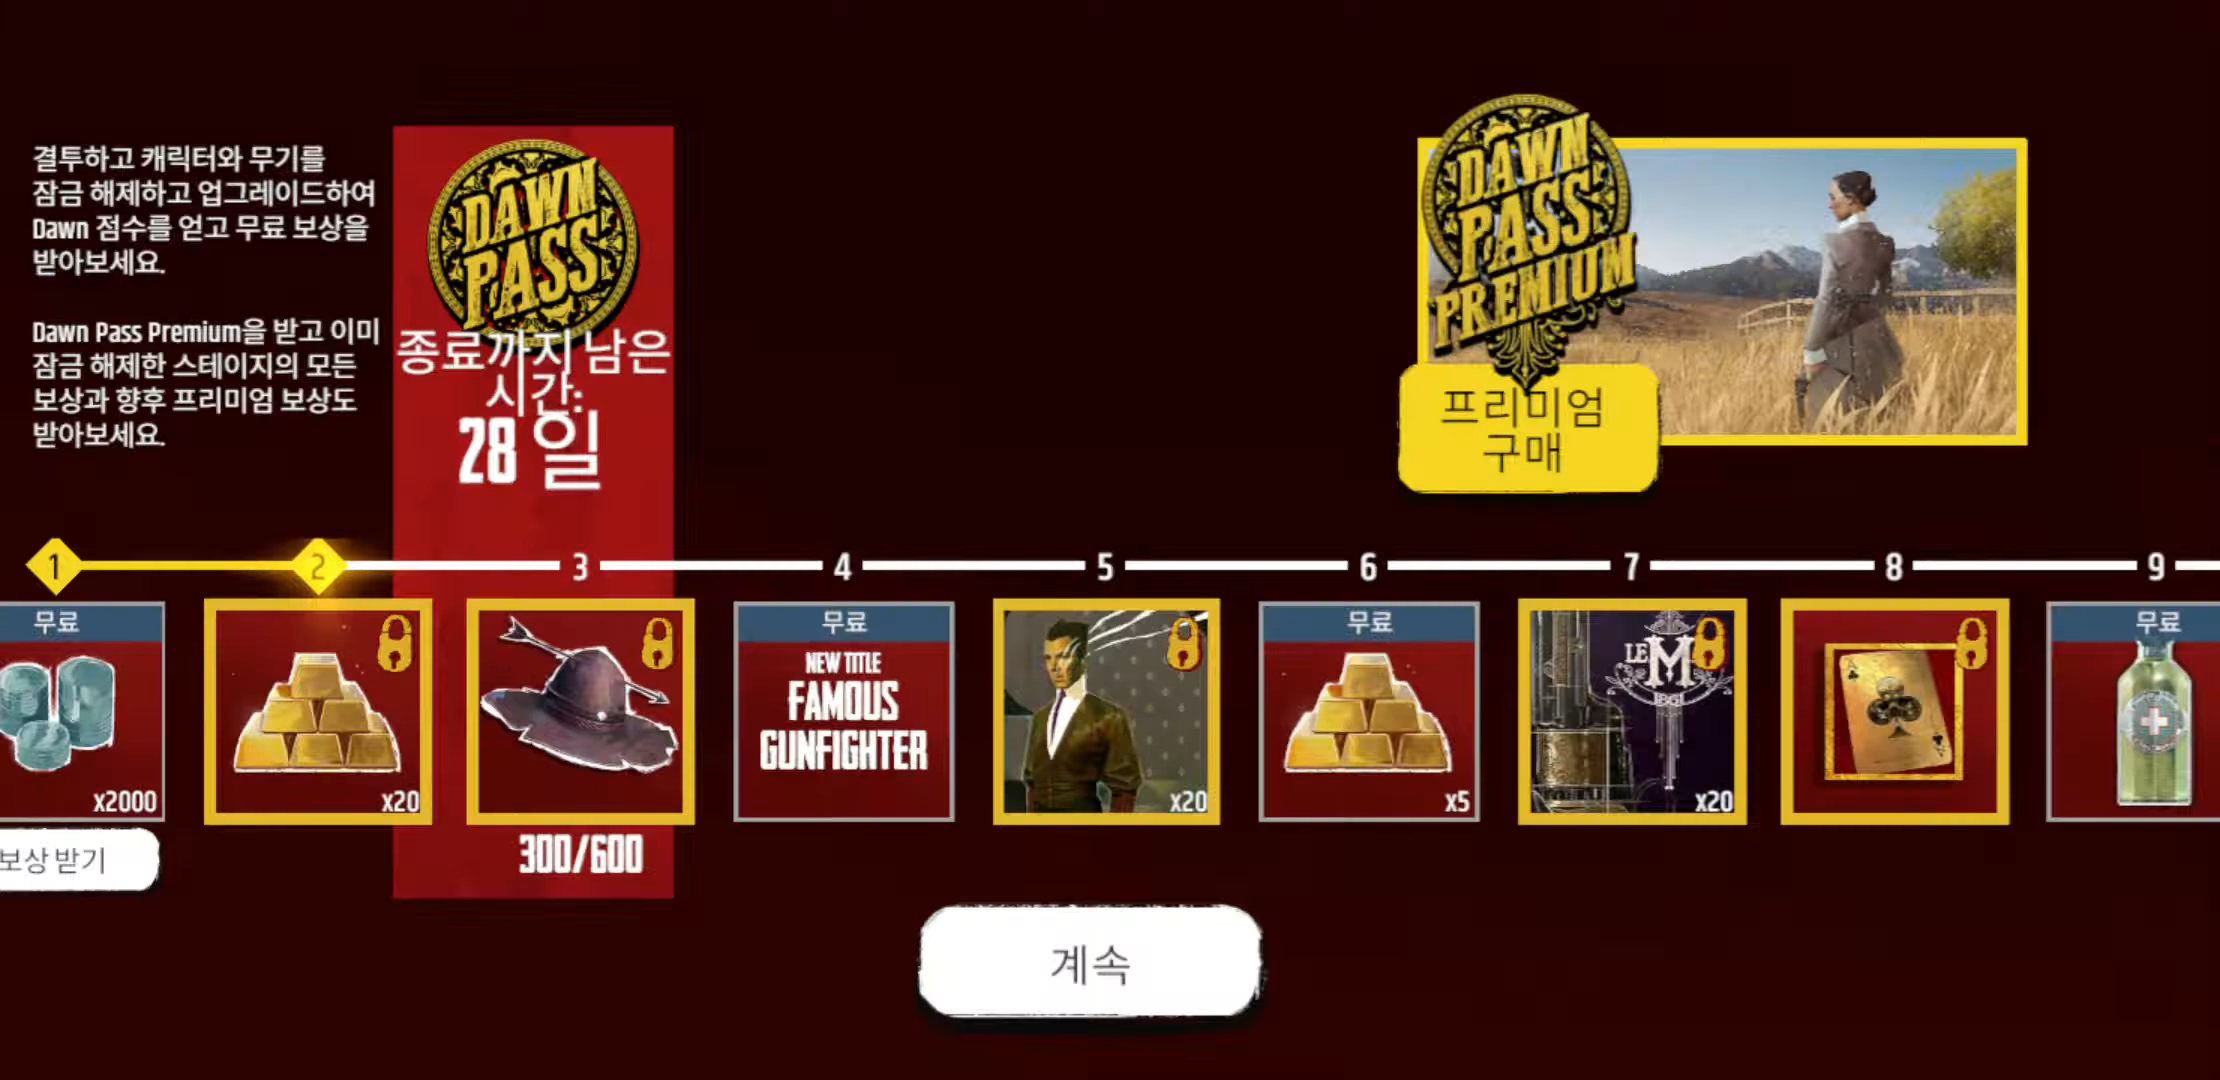 결투하고 캐릭터와 무기를
잠금 해제하고 업그레이드하여
Dawn 점수를 얻고 무료 보상을
받아보세요.
Dawn Pass Premium을 받고 이미
잠금 해제한 스테이지의 모든
보상과 향후 프리미엄 보상도
받아보세요.
DAWN
PASS
종료까지 남은
시간:
28 일
DAWN
PASS
PREMIUM
프리미엄
구매
1
2
3
4
5
6
7
8
9
무료
x2000
보상 받기
x20
300/600
무료
NEW TITLE
FAMOUS
GUNFIGHTER
x20
무료
x5
LE M
1861
x20
A
무료
계속